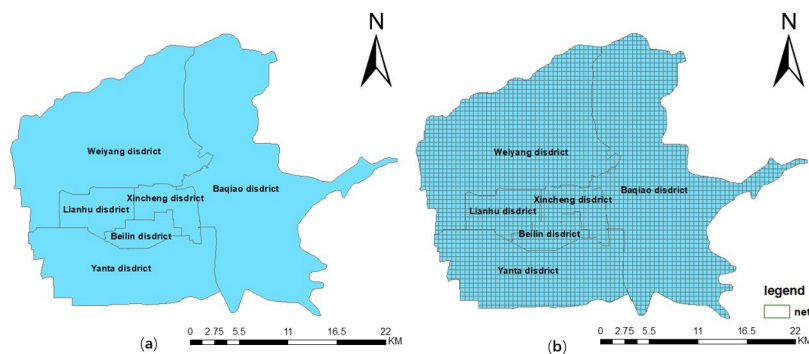 N
Weiyang disdrict
Baqiao disdrict
Xincheng disdrict
Lianhu disdrict
Beilin disdrict
Yanta disdrict
(a)
0 2.75 5.5 11 16.5 22
KM
N
Weiyang disdrict
Baqiao disdrict
Xincheng disdrict
Lianhu disdrict
Beilin disdrict
Yanta disdrict
legend
net
(b)
0 2.75 5.5 11 16.5 22
KM